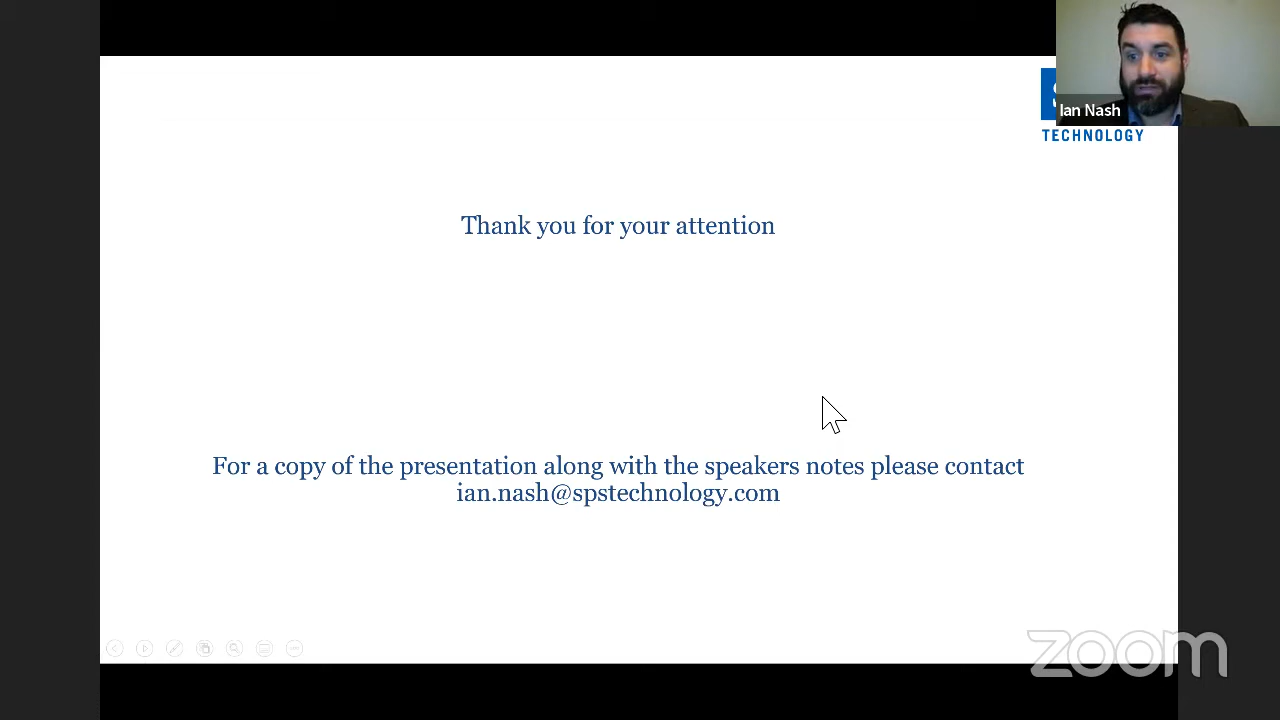 Ian Nash
TECHNOLOGY
Thank you for your attention
For a copy of the presentation along with the speakers notes please contact
ian.nash@spstechnology.com
zoom